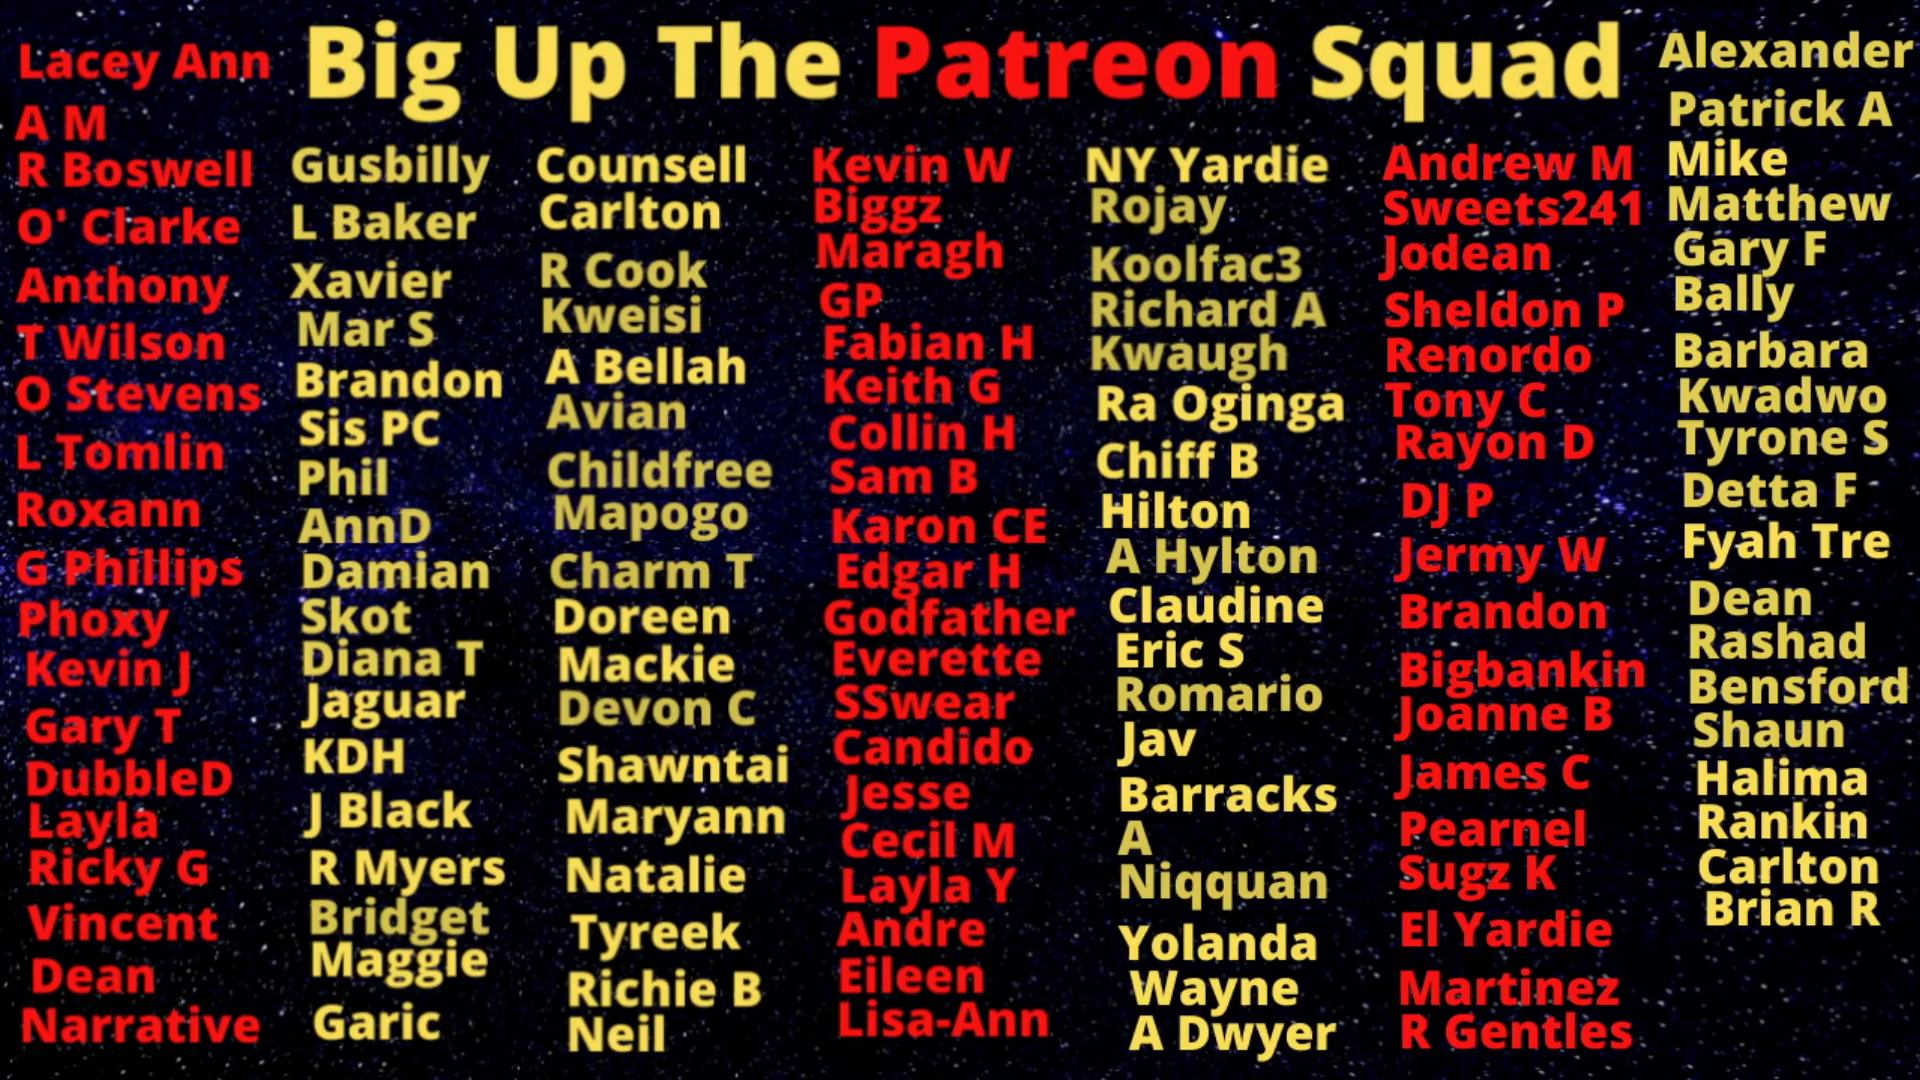 Big Up The Patreon Squad
Lacey Ann
A M
R Boswell
O' Clarke
Anthony
T Wilson
O Stevens
L Tomlin
Roxann
G Phillips
Phoxy
Kevin J
Gary T
DubbleD
Layla
Ricky G
Vincent
Dean
Narrative
Gusbilly
L Baker
Xavier
Mar S
Brandon
Sis PC
Phil
AnnD
Damian
Skot
Diana T
Jaguar
KDH
J Black
R Myers
Bridget
Maggie
Garic
Counsell
Carlton
R Cook
Kweisi
A Bellah
Avian
Childfree
Mapogo
Charm T
Doreen
Mackie
Devon C
Shawntai
Maryann
Natalie
Tyreek
Richie B
Neil
Kevin W
Biggz
Maragh
GP
Fabian H
Keith G
Collin H
Sam B
Karon CE
Edgar H
Godfather
Everette
SSwear
Candido
Jesse
Cecil M
Layla Y
Andre
Eileen
Lisa-Ann
NY Yardie
Rojay
Koolfac3
Richard A
Kwaugh
Ra Oginga
Chiff B
Hilton
A Hylton
Claudine
Eric S
Romario
Jav
Barracks
A
Niqquan
Yolanda
Wayne
A Dwyer
Andrew M
Sweets241
Jodean
Sheldon P
Renordo
Tony C
Rayon D
DJ P
Jermy W
Brandon
Bigbankin
Joanne B
James C
Pearnel
Sugz K
El Yardie
Martinez
R Gentles
Alexander
Patrick A
Mike
Matthew
Gary F
Bally
Barbara
Kwadwo
Tyrone S
Detta F
Fyah Tre
Dean
Rashad
Bensford
Shaun
Halima
Rankin
Carlton
Brian R